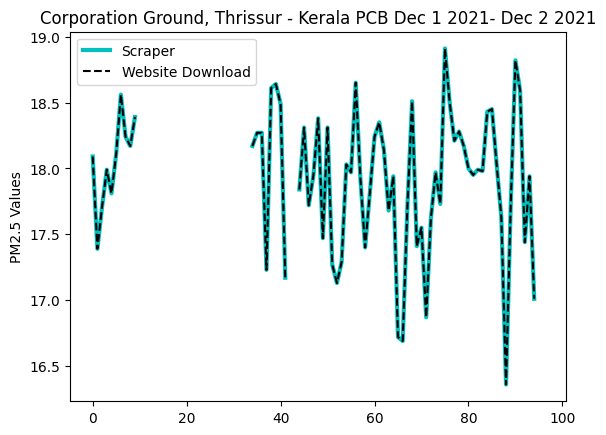 Corporation Ground, Thrissur - Kerala PCB Dec 1 2021- Dec 2 2021
Scraper
Website Download
PM2.5 Values
19.0
18.5
18.0
17.5
17.0
16.5
0 20 40 60 80 100